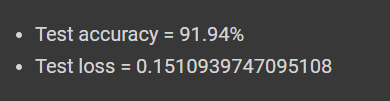 • Test accuracy = 91.94%
• Test loss = 0.1510939747095108